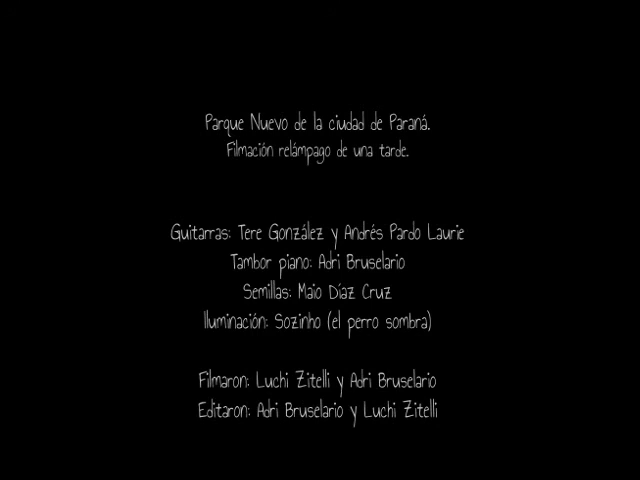 Parque Nuevo de la ciudad de Paraná.
Filmación relámpago de una tarde.
Guitarras: Tere González y Andrés Pardo Laurie
Tambor piano: Adri Bruselario
Semillas: Maio Díaz Cruz
Iluminación: Sozinho (el perro sombra)
Filmaron: Luchi Zitelli y Adri Bruselario
Editaron: Adri Bruselario y Luchi Zitelli